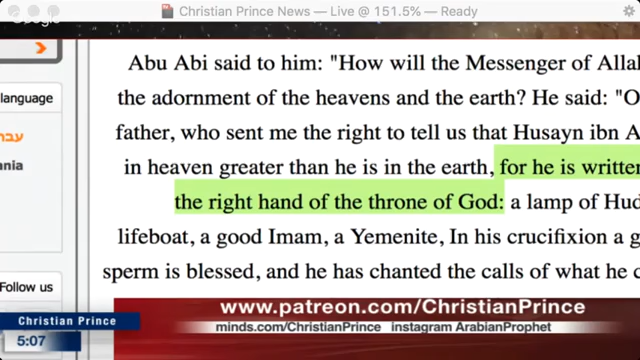 Christian Prince News — Live @ 151.5% — Ready
language
nia
Abu Abi said to him: "How will the Messenger of Alla
the adornment of the heavens and the earth? He said: "O
father, who sent me the right to tell us that Husayn ibn A
in heaven greater than he is in the earth, for he is written
the right hand of the throne of God: a lamp of Hud
lifeboat, a good Imam, a Yemenite, In his crucifixion a g
sperm is blessed, and he has chanted the calls of what he c
Follow us
www.patreon.com/ChristianPrince
minds.com/ChristianPrince instagram ArabianProphet
Christian Prince
5:07